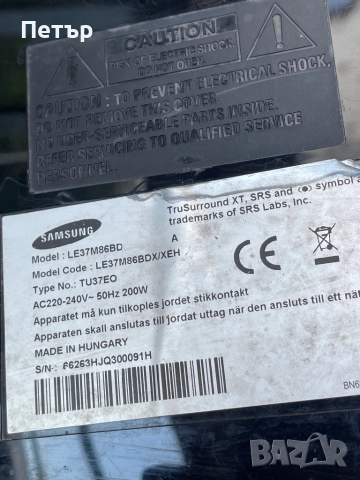 Петър
CAUTION
RISK OF ELECTRIC SHOCK.
DO NOT OPEN.
ATTENTION : TO PREVENT ELECTRICAL SHOCK,
DO NOT REMOVE THIS COVER
NO USER-SERVICEABLE PARTS INSIDE.
REFER SERVICING TO QUALIFIED SERVICE
PERSONNEL.
TruSurround XT, SRS and (●) symbol a
trademarks of SRS Labs, Inc.
SAMSUNG
A
Model : LE37M86BD
Model Code : LE37M86BDX/XEH
Type No.: TU37EO
AC220-240V~ 50Hz 200W
CE
Apparatet må kun tilkoples jordet stikkontakt
Apparaten skall anslutas till jordat uttag när den ansluts till ett nät
MADE IN HUNGARY
S/N.: 66263HJQ300091H
BN6
BAZAR